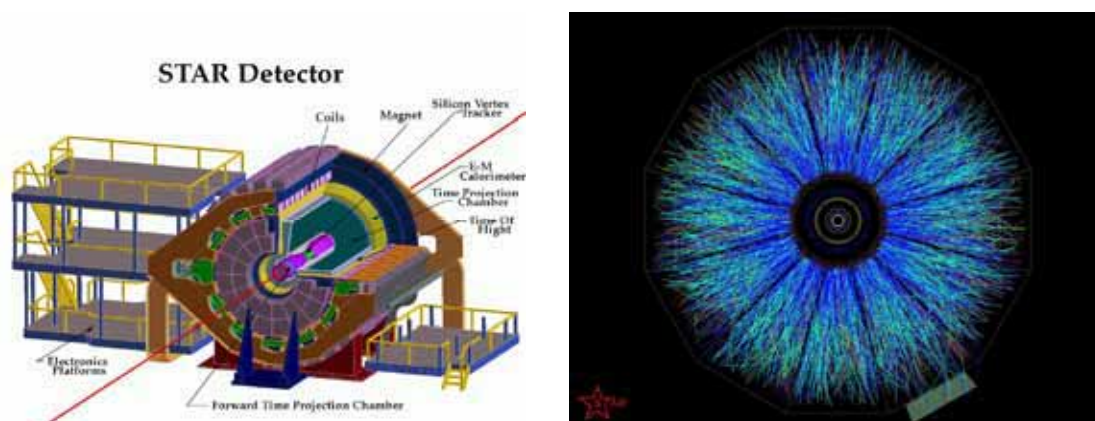 STAR Detector
Silicon Vertex
Tracker
Coils
Magnet
E-M
Calorimeter
Time Projection
Chamber
Time Of
Flight
Electronics
Platforms
Forward Time Projection Chamber